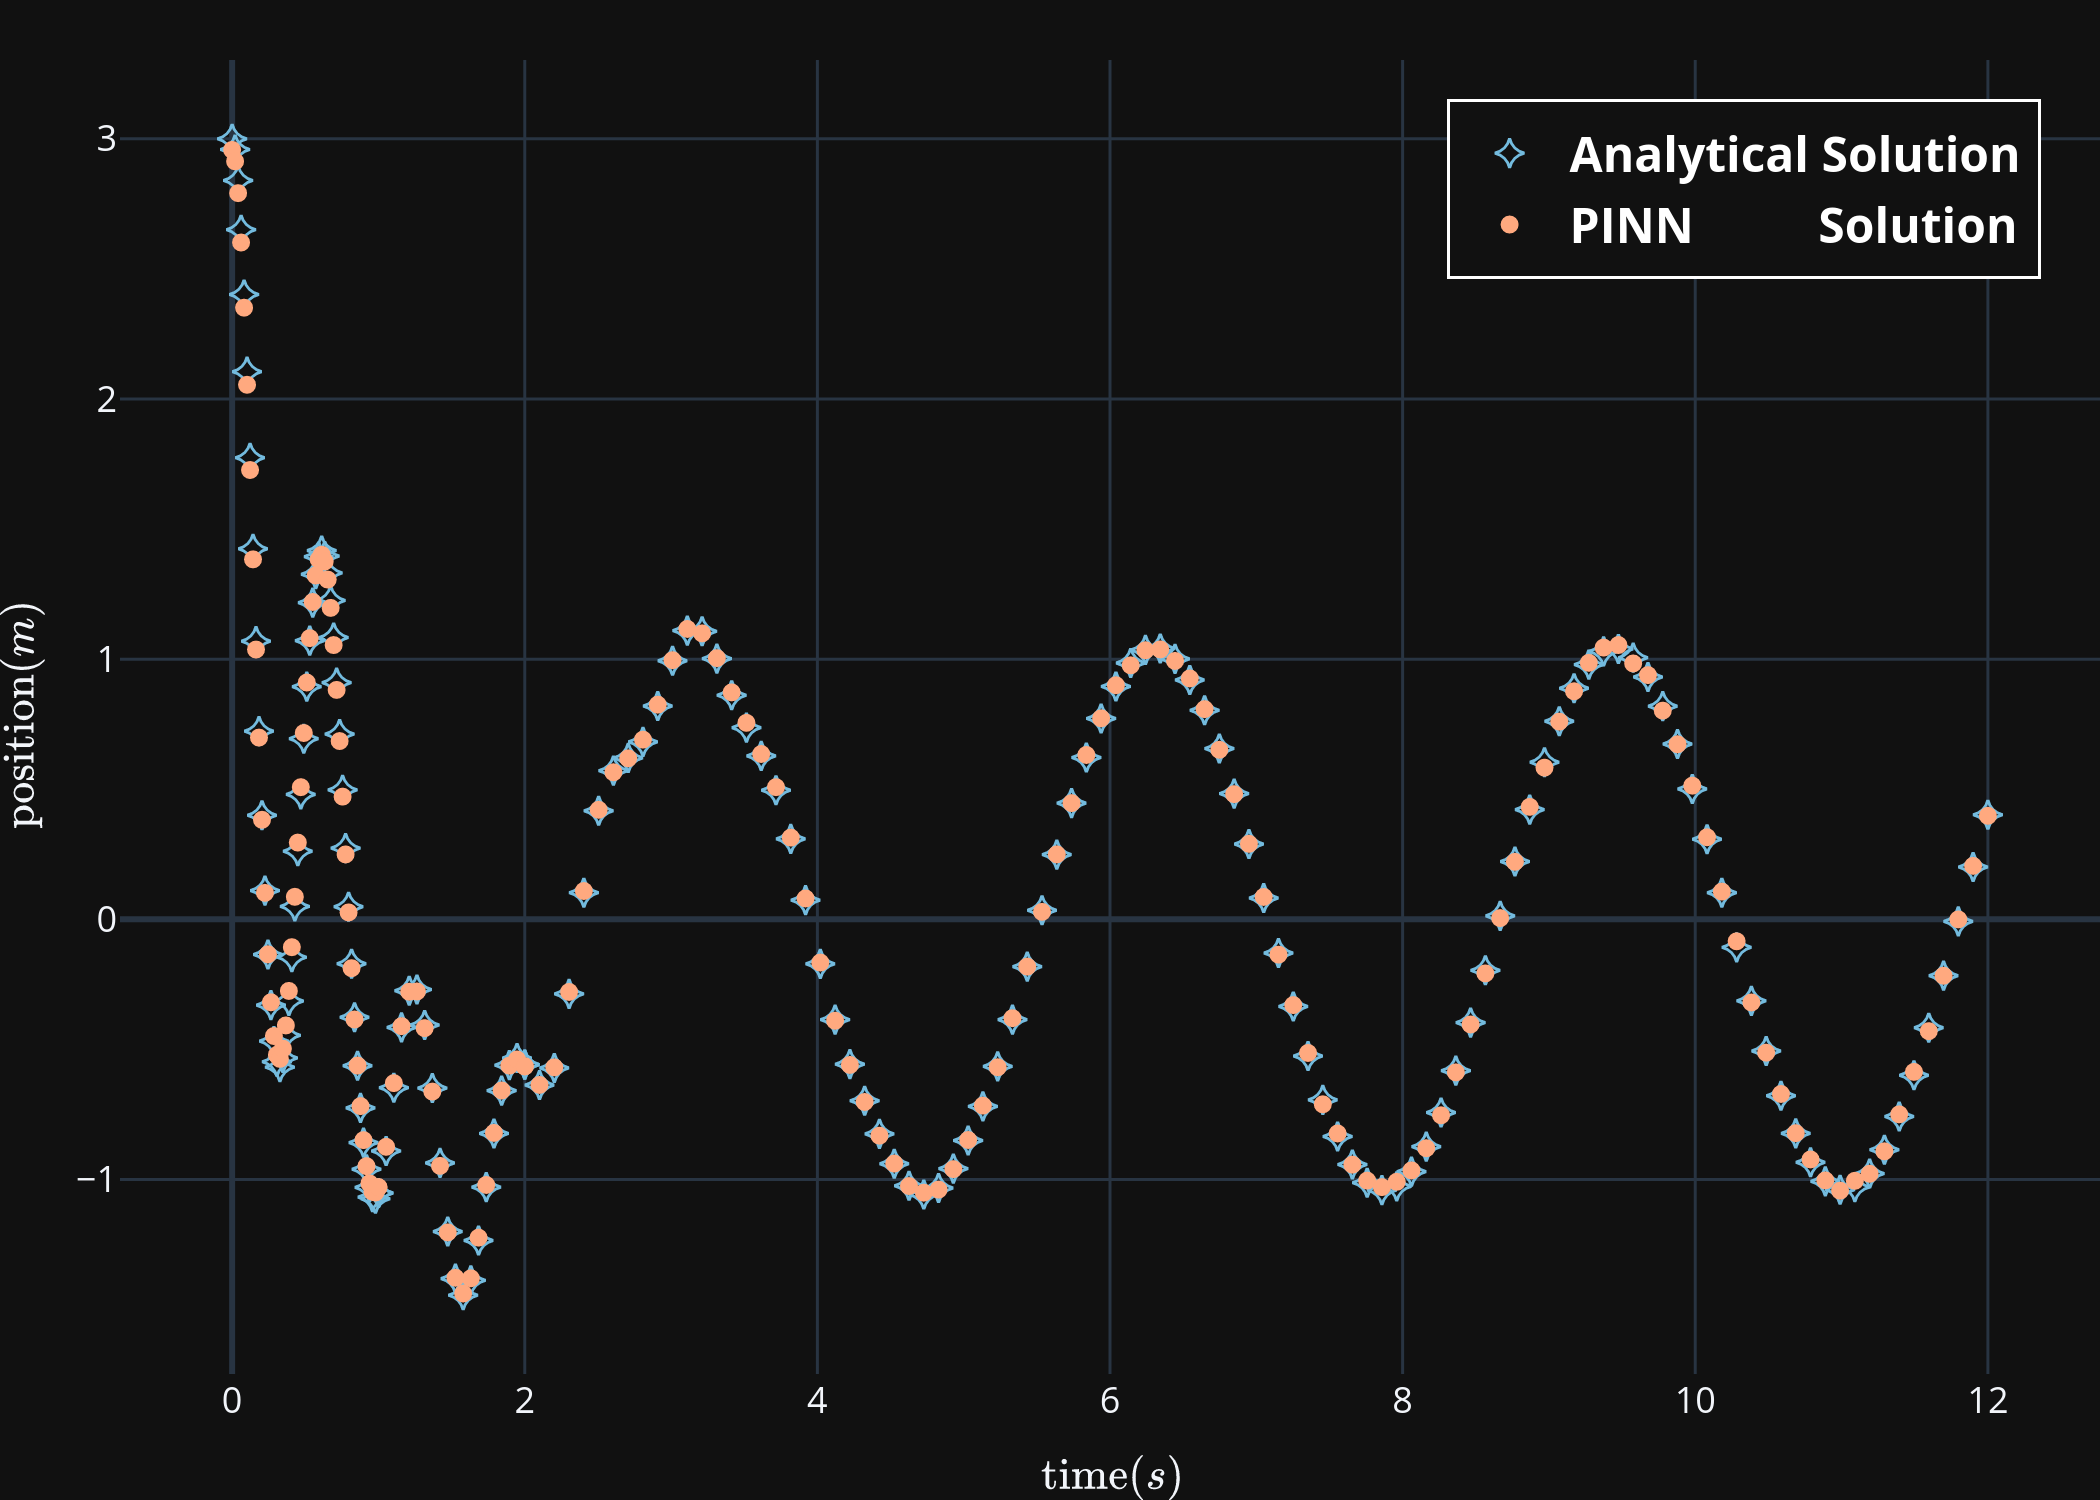 3
2
1
0
−1
position(m)
0 2 4 6 8 10 12
time(s)
Analytical Solution
PINN Solution